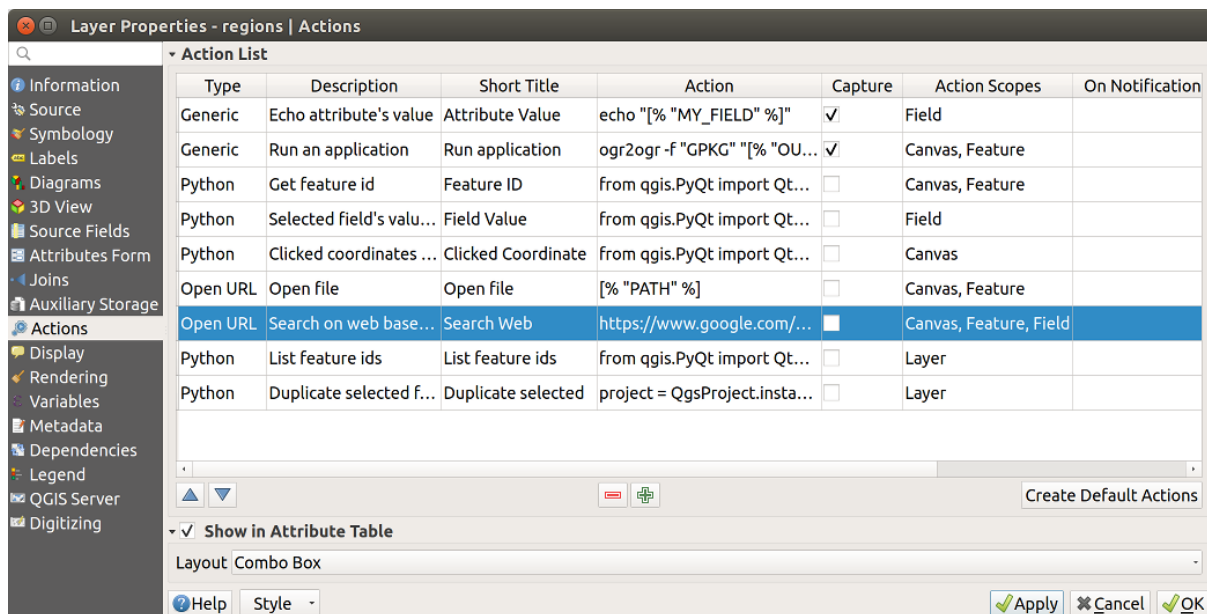 Layer Properties - regions | Actions
Information
Source
Symbology
Labels
Diagrams
3D View
Source Fields
Attributes Form
Joins
Auxiliary Storage
Actions
Display
Rendering
Variables
Metadata
Dependencies
Legend
QGIS Server
Digitizing
Action List
Type Description Short Title Action Capture Action Scopes On Notification
Generic Echo attribute's value Attribute Value echo "[% "MY_FIELD" %]" Field
Generic Run an application Run application ogr2ogr -f "GPKG" "[% "OU... Canvas, Feature
Python Get feature id Feature ID from qgis.PyQt import Qt... Canvas, Feature
Python Selected field's valu... Field Value from qgis.PyQt import Qt... Field
Python Clicked coordinates ... Clicked Coordinate from qgis.PyQt import Qt... Canvas
Open URL Open file Open file [% "PATH" %] Canvas, Feature
Open URL Search on web base... Search Web https://www.google.com/... Canvas, Feature, Field
Python List feature ids List feature ids from qgis.PyQt import Qt... Layer
Python Duplicate selected f... Duplicate selected project = QgsProject.insta... Layer
Create Default Actions
Show in Attribute Table
Layout Combo Box
Help Style Apply Cancel OK